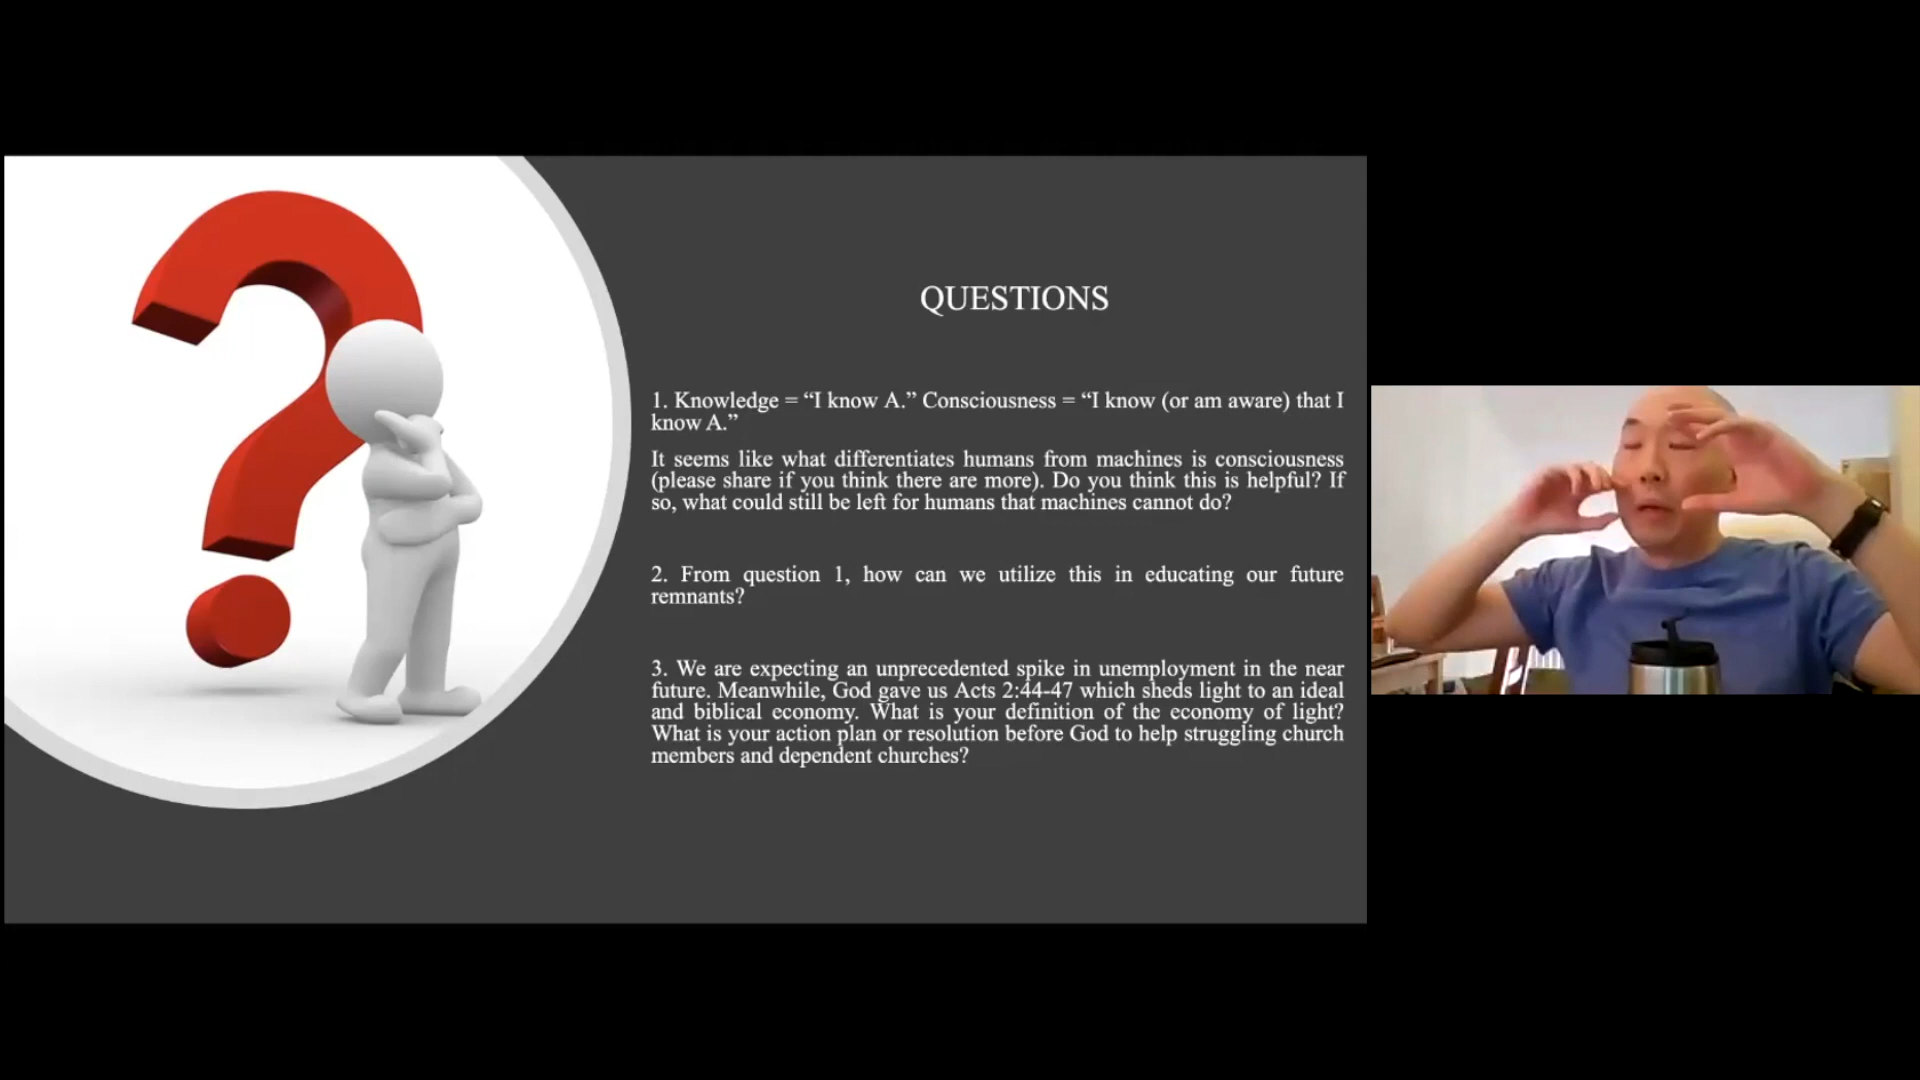 QUESTIONS
1. Knowledge = “I know A.” Consciousness = “I know (or am aware) that I
know A.”
It seems like what differentiates humans from machines is consciousness
(please share if you think there are more). Do you think this is helpful? If
so, what could still be left for humans that machines cannot do?
2. From question 1, how can we utilize this in educating our future
remnants?
3. We are expecting an unprecedented spike in unemployment in the near
future. Meanwhile, God gave us Acts 2:44-47 which sheds light to an ideal
and biblical economy. What is your definition of the economy of light?
What is your action plan or resolution before God to help struggling church
members and dependent churches?